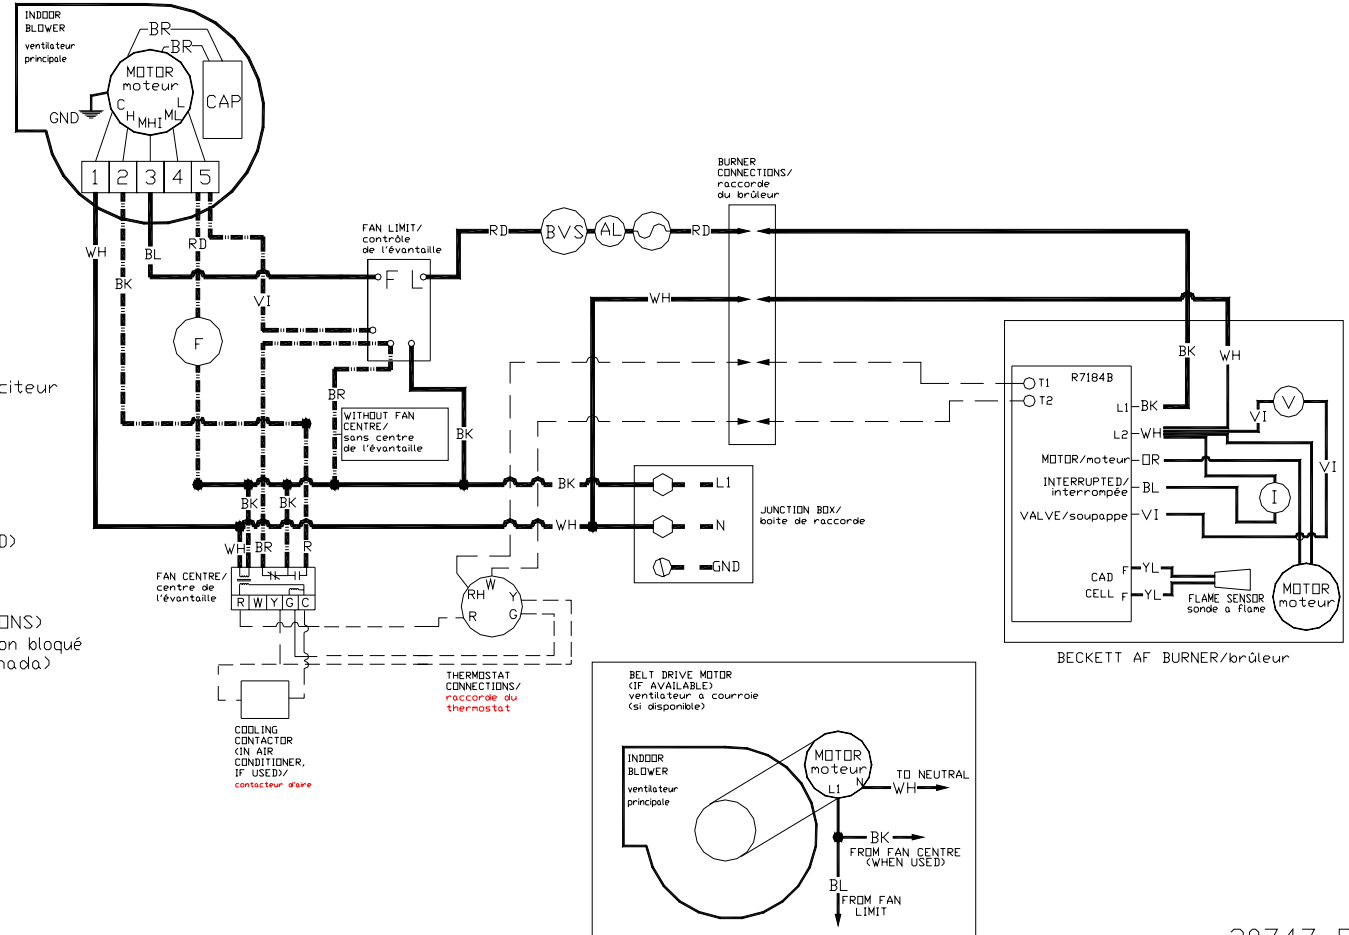 INDOOR
BLOWER
ventilateur
principale
BR
BR
MOTOR
moteur
C
H
MHI
ML
L
CAP
GND
1 2 3 4 5
WH
BK
BL
RD
VI
F
FAN LIMIT/
contrôle
de l'évantaille
F L
RD
BVS
AL
RD
BURNER
CONNECTIONS/
raccorde
du brûleur
WH
BK
WH
citeur
BR
WITHOUT FAN
CENTRE/
sans centre
de l'évantaille
BK
BK
L1
WH
N
GND
JUNCTION BOX/
boite de raccorde
BK
BK
WH
BR
R
D)
ONS)
on bloqué
nada)
FAN CENTRE/
centre de
l'évantaille
R W Y G C
RH
W
Y
R
G
THERMOSTAT
CONNECTIONS/
raccorde du
thermostat
COOLING
CONTACTOR
(IN AIR
CONDITIONER,
IF USED)/
contacteur d'aire
R7184B
T1
T2
L1
BK
L2
WH
MOTOR/moteur
OR
INTERRUPTED/
interrompée
BL
VALVE/soupappe
VI
CAD
CELL
F
YL
F
YL
VI
V
VI
I
FLAME SENSOR
sonde a flame
MOTOR
moteur
BECKETT AF BURNER/brûleur
BELT DRIVE MOTOR
(IF AVAILABLE)
ventilateur a courroie
(si disponible)
INDOOR
BLOWER
ventilateur
principale
MOTOR
moteur
L1
N
TO NEUTRAL
WH
BK
FROM FAN CENTRE
(WHEN USED)
BL
FROM FAN
LIMIT